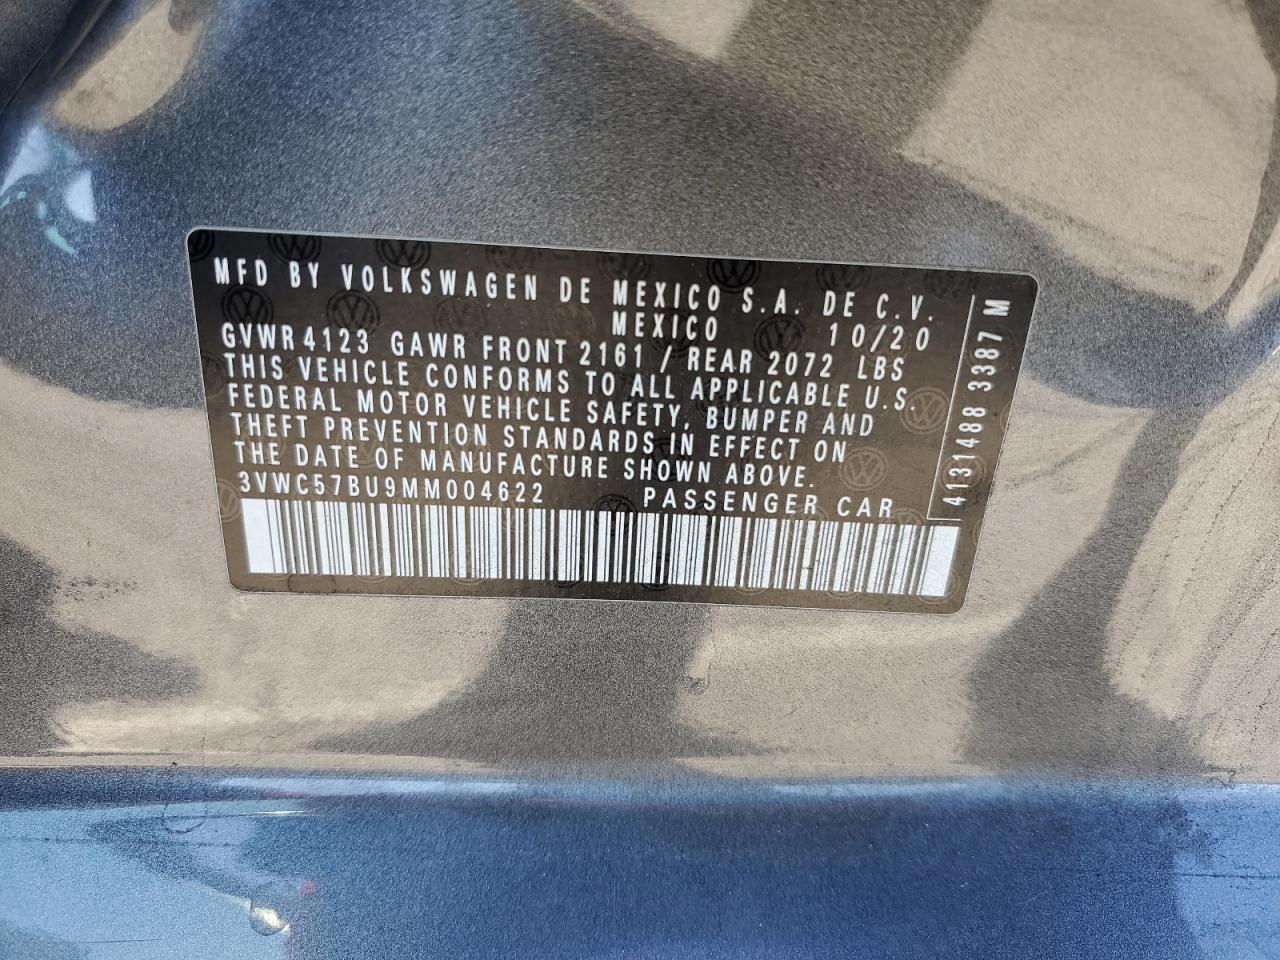 MFD BY VOLKSWAGEN DE MEXICO S.A. DE C.V.
MEXICO 10/20
GVWR 4123 GAWR FRONT 2161 / REAR 2072 LBS
THIS VEHICLE CONFORMS TO ALL APPLICABLE U.S.
FEDERAL MOTOR VEHICLE SAFETY, BUMPER AND
THEFT PREVENTION STANDARDS IN EFFECT ON
THE DATE OF MANUFACTURE SHOWN ABOVE.
3VWC57BU9MM004622 PASSENGER CAR
4131488 3387 M